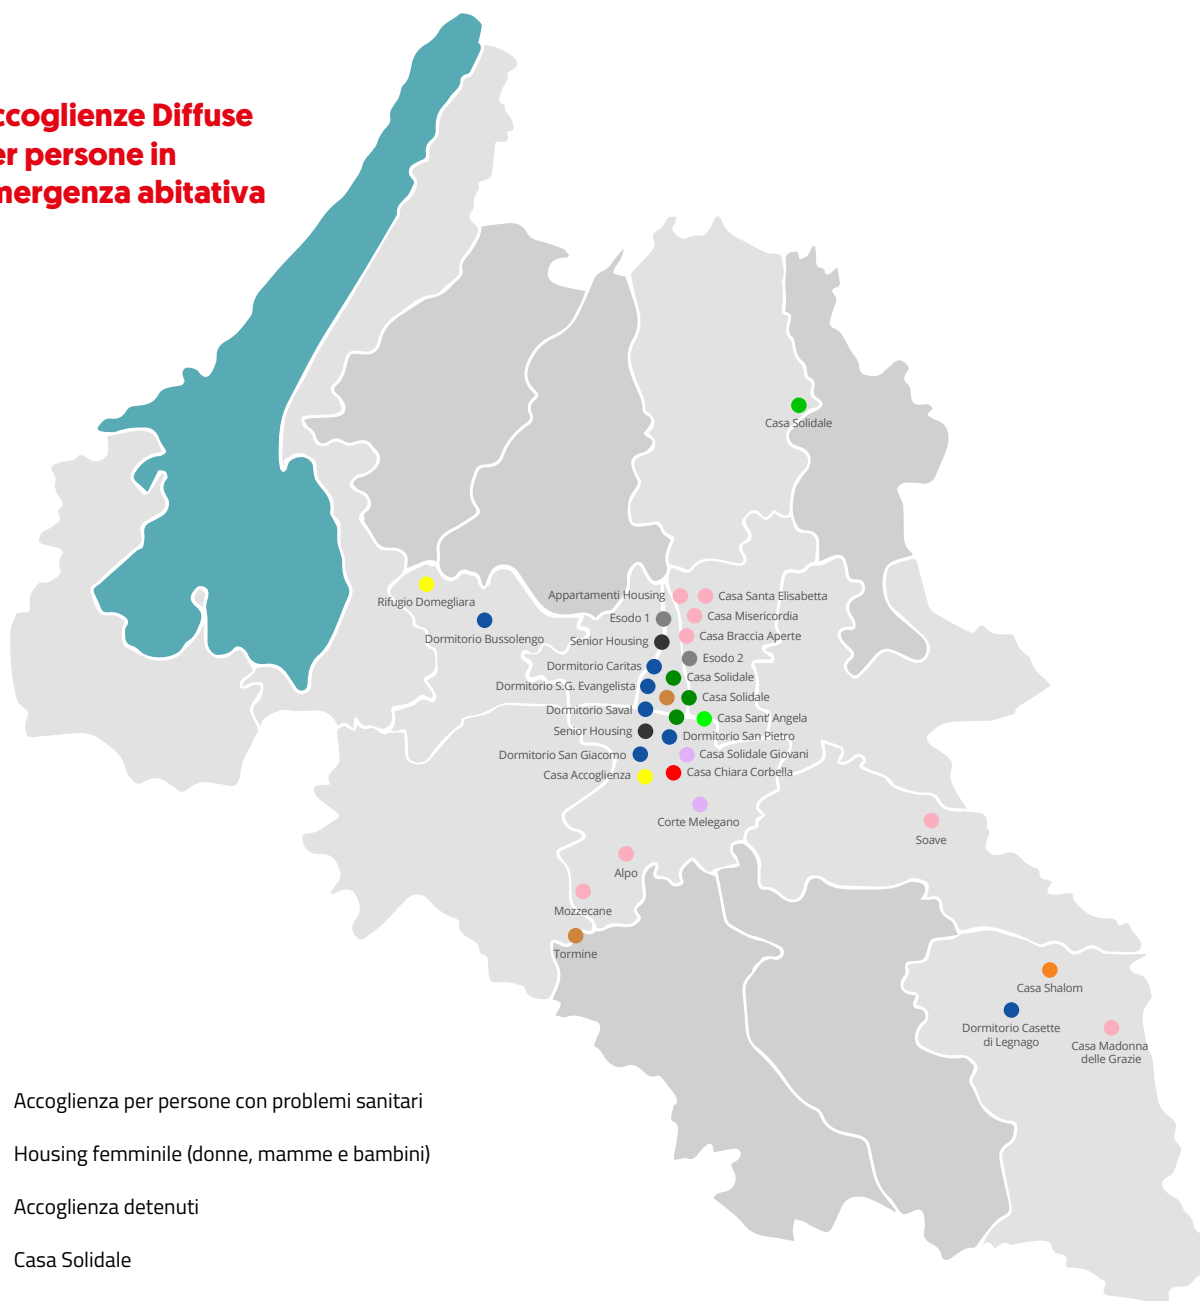 ccoglienze Diffuse
er persone in
mergenza abitativa
Casa Solidale
Rifugio Domegliara
Dormitorio Bussolengo
Appartamenti Housing
Casa Santa Elisabetta
Esodo 1
Casa Misericordia
Senior Housing
Casa Braccia Aperte
Esodo 2
Dormitorio Caritas
Casa Solidale
Dormitorio S.G. Evangelista
Casa Solidale
Dormitorio Saval
Casa Sant' Angela
Senior Housing
Dormitorio San Pietro
Dormitorio San Giacomo
Casa Solidale Giovani
Casa Accoglienza
Casa Chiara Corbella
Corte Melegano
Soave
Alpo
Mozzecane
Tormine
Casa Shalom
Dormitorio Casette
di Legnago
Casa Madonna
delle Grazie
Accoglienza per persone con problemi sanitari
Housing femminile (donne, mamme e bambini)
Accoglienza detenuti
Casa Solidale